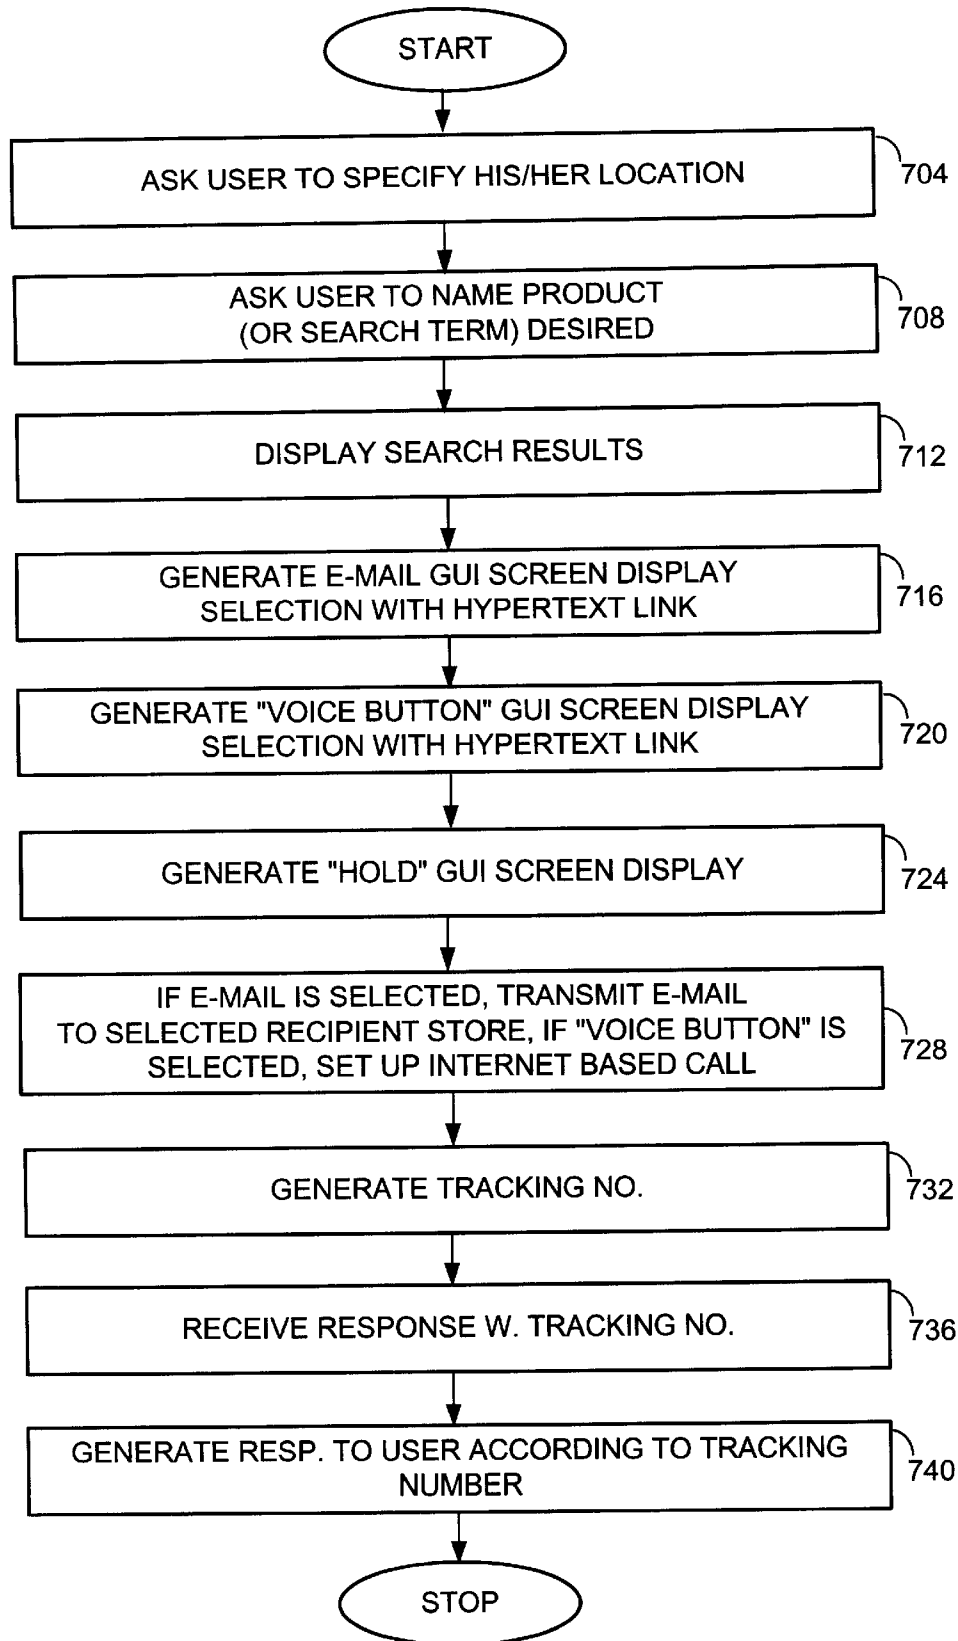 START
ASK USER TO SPECIFY HIS/HER LOCATION
704
ASK USER TO NAME PRODUCT
(OR SEARCH TERM) DESIRED
708
DISPLAY SEARCH RESULTS
712
GENERATE E-MAIL GUI SCREEN DISPLAY
SELECTION WITH HYPERTEXT LINK
716
GENERATE "VOICE BUTTON" GUI SCREEN DISPLAY
SELECTION WITH HYPERTEXT LINK
720
GENERATE "HOLD" GUI SCREEN DISPLAY
724
IF E-MAIL IS SELECTED, TRANSMIT E-MAIL
TO SELECTED RECIPIENT STORE, IF "VOICE BUTTON" IS
SELECTED, SET UP INTERNET BASED CALL
728
GENERATE TRACKING NO.
732
RECEIVE RESPONSE W. TRACKING NO.
736
GENERATE RESP. TO USER ACCORDING TO TRACKING
NUMBER
740
STOP